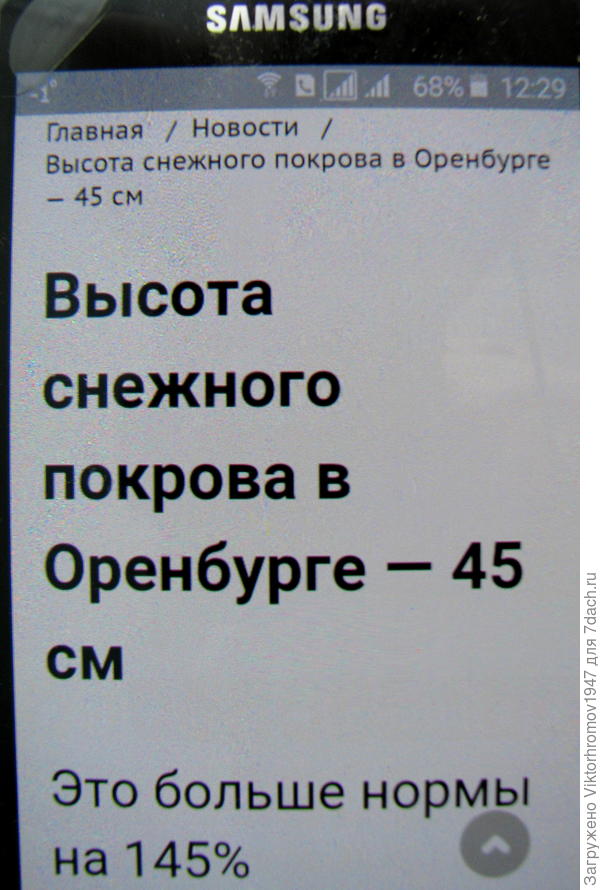 SAMSUNG
-1° 68% 12:29
Главная / Новости /
Высота снежного покрова в Оренбурге
— 45 см
Высота
снежного
покрова в
Оренбурге — 45
см
Это больше нормы
на 145%
Загружено Viktorhromov1947 для 7dach.ru